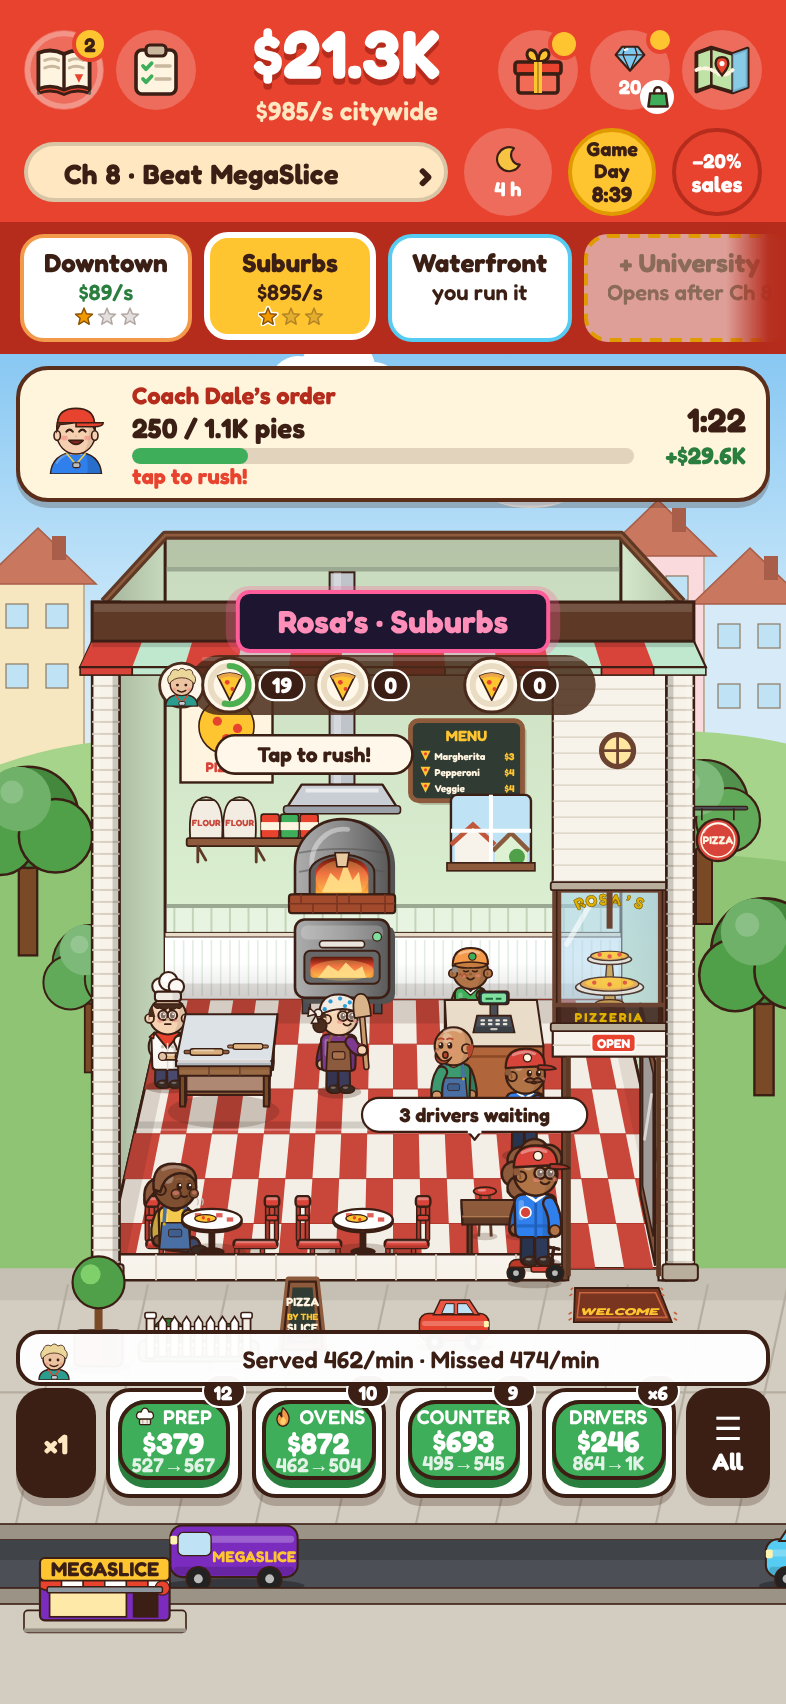 2
$21.3K
$985/s citywide
20
Ch 8 · Beat MegaSlice
4 h
Game
Day
8:39
−20%
sales
Downtown
$89/s
Suburbs
$895/s
Waterfront
you run it
+ University
Opens after Ch 8
Coach Dale's order
250 / 1.1K pies
tap to rush!
1:22
+$29.6K
Rosa's · Suburbs
19
0
0
Tap to rush!
MENU
Margherita $3
Pepperoni $4
Veggie $4
FLOUR
FLOUR
PIZZA
ROSA'S
PIZZERIA
OPEN
3 drivers waiting
PIZZA
BY THE
SLICE
WELCOME
Served 462/min · Missed 474/min
×1
12
PREP
$379
527→567
10
OVENS
$872
462→504
9
COUNTER
$693
495→545
×6
DRIVERS
$246
864→1K
All
MEGASLICE
MEGASLICE